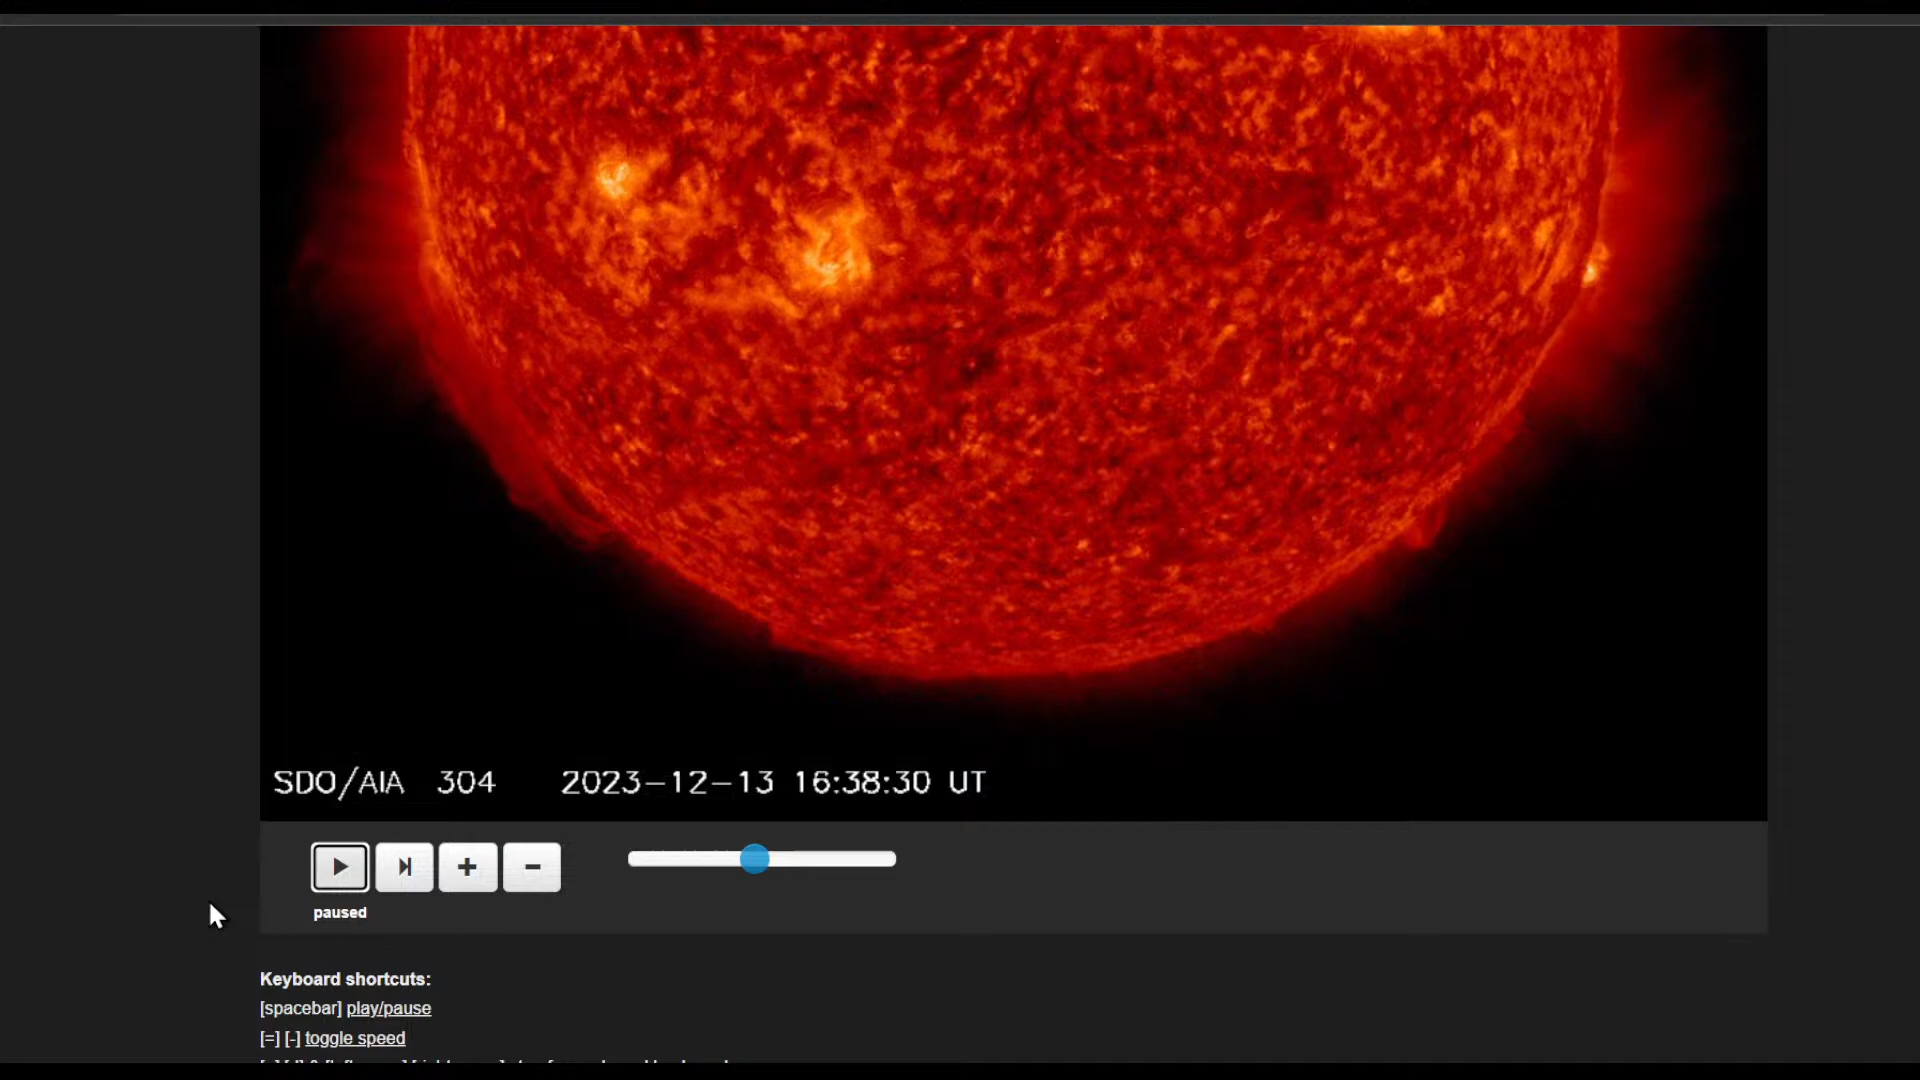 SDO/AIA 304 2023-12-13 16:38:30 UT
paused
Keyboard shortcuts:
[spacebar] play/pause
[=] [-] toggle speed